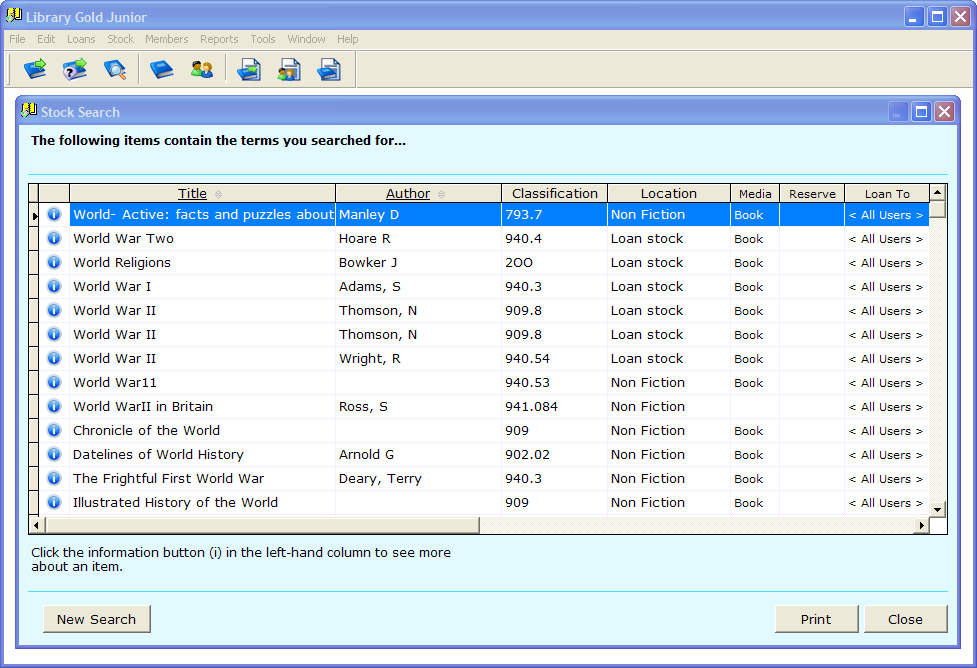 Library Gold Junior
File Edit Loans Stock Members Reports Tools Window Help
Stock Search
The following items contain the terms you searched for...
Title Author Classification Location Media Reserve Loan To
World- Active: facts and puzzles about Manley D 793.7 Non Fiction Book < All Users >
World War Two Hoare R 940.4 Loan stock Book < All Users >
World Religions Bowker J 2OO Loan stock Book < All Users >
World War I Adams, S 940.3 Loan stock Book < All Users >
World War II Thomson, N 909.8 Loan stock Book < All Users >
World War II Thomson, N 909.8 Loan stock Book < All Users >
World War II Wright, R 940.54 Loan stock Book < All Users >
World War11 940.53 Non Fiction Book < All Users >
World WarII in Britain Ross, S 941.084 Non Fiction < All Users >
Chronicle of the World 909 Non Fiction Book < All Users >
Datelines of World History Arnold G 902.02 Non Fiction Book < All Users >
The Frightful First World War Deary, Terry 940.3 Non Fiction Book < All Users >
Illustrated History of the World 909 Non Fiction Book < All Users >
Click the information button (i) in the left-hand column to see more
about an item.
New Search Print Close